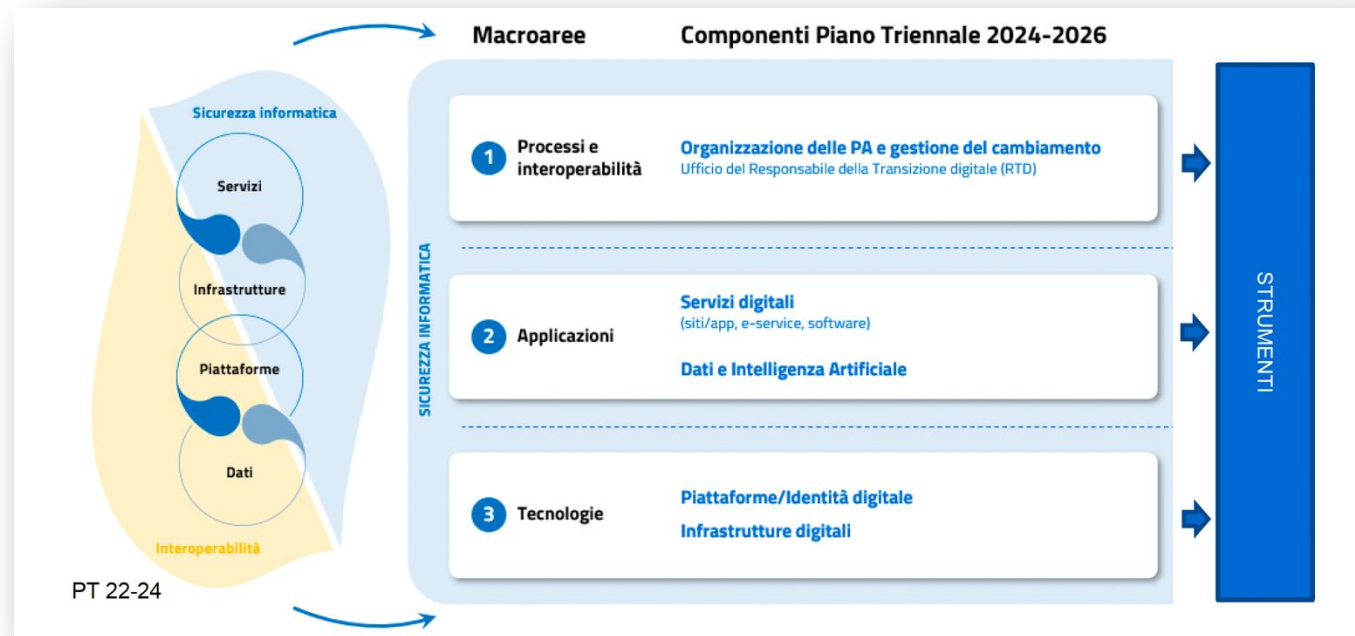 Macroaree
Componenti Piano Triennale 2024-2026
Sicurezza informatica
Servizi
Infrastrutture
Piattaforme
Dati
Interoperabilità
PT 22-24
SICUREZZA INFORMATICA
1
Processi e
interoperabilità
Organizzazione delle PA e gestione del cambiamento
Ufficio del Responsabile della Transizione digitale (RTD)
2
Applicazioni
Servizi digitali
(siti/app, e-service, software)
Dati e Intelligenza Artificiale
3
Tecnologie
Piattaforme/Identità digitale
Infrastrutture digitali
STRUMENTI